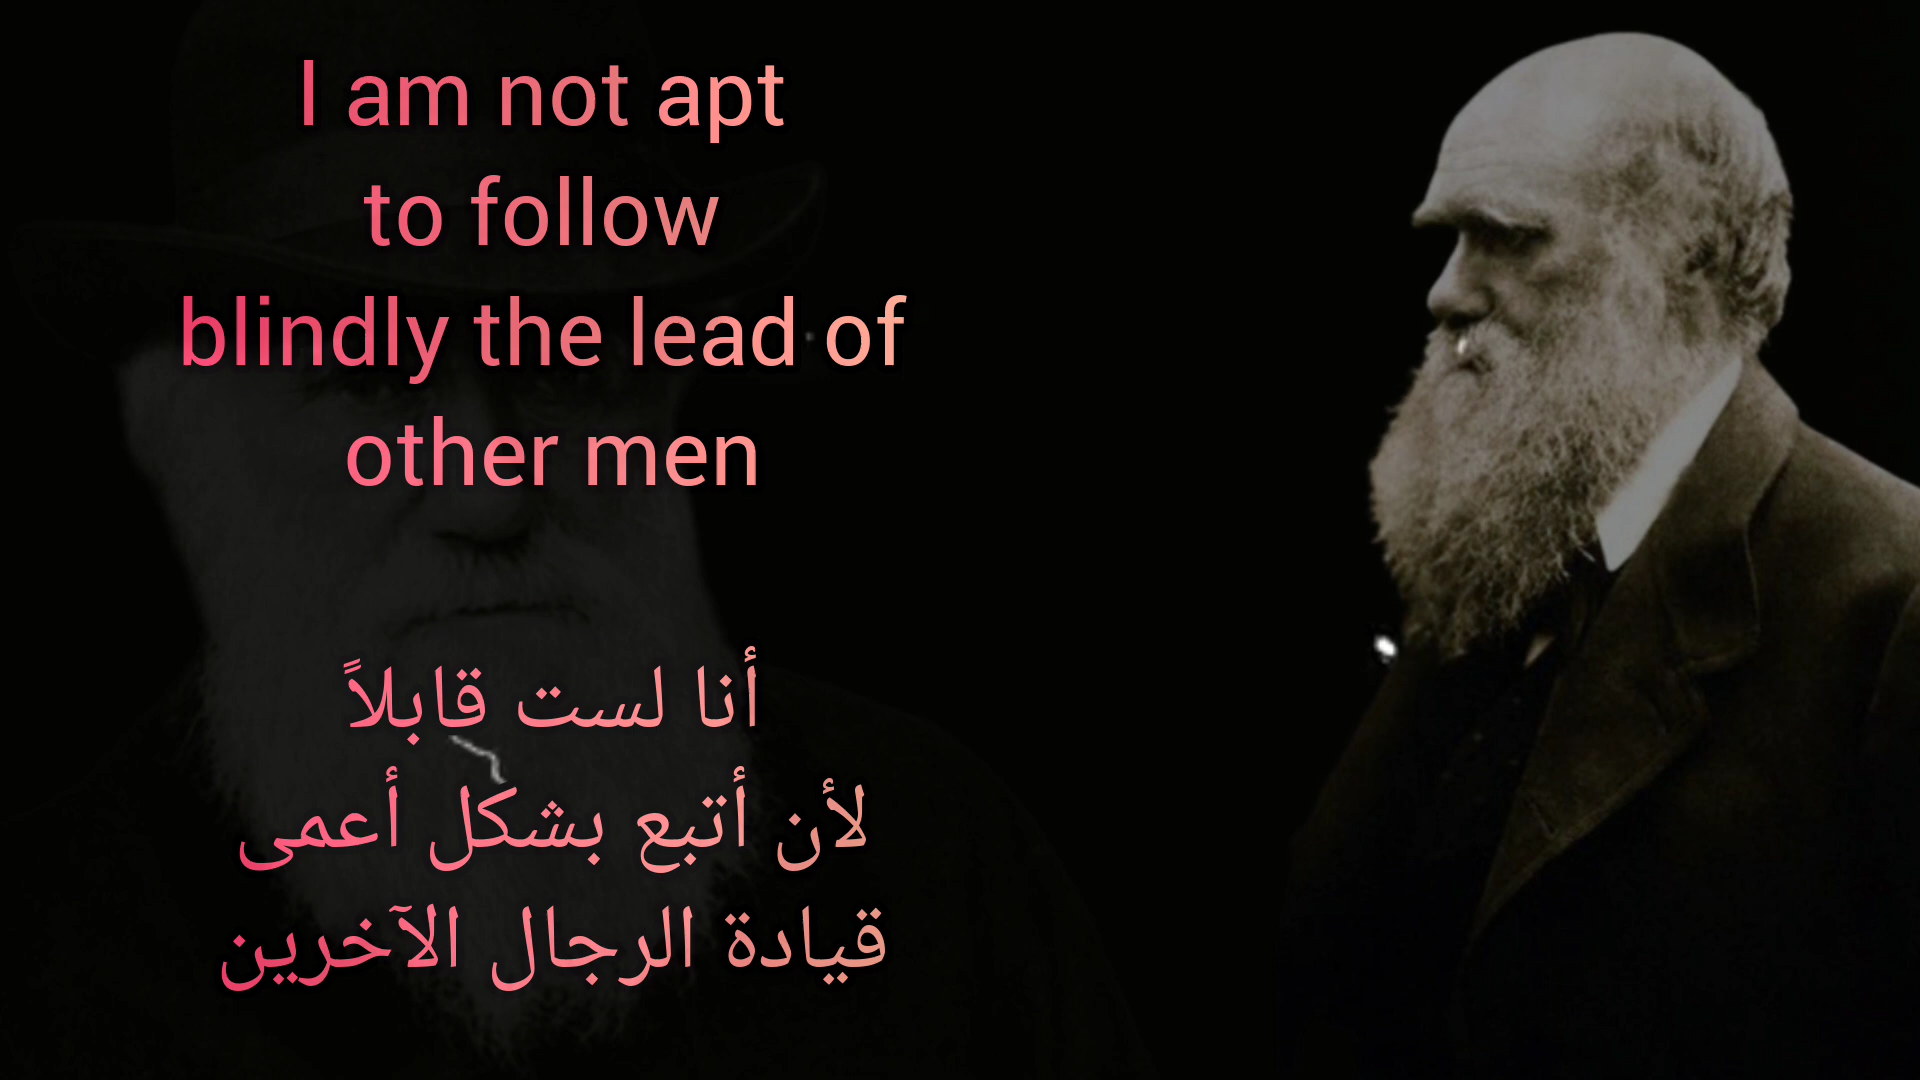 I am not apt
to follow
blindly the lead of
other men
أنا لست قابلاً
لأن أتبع بشكل أعمى
قيادة الرجال الآخرين